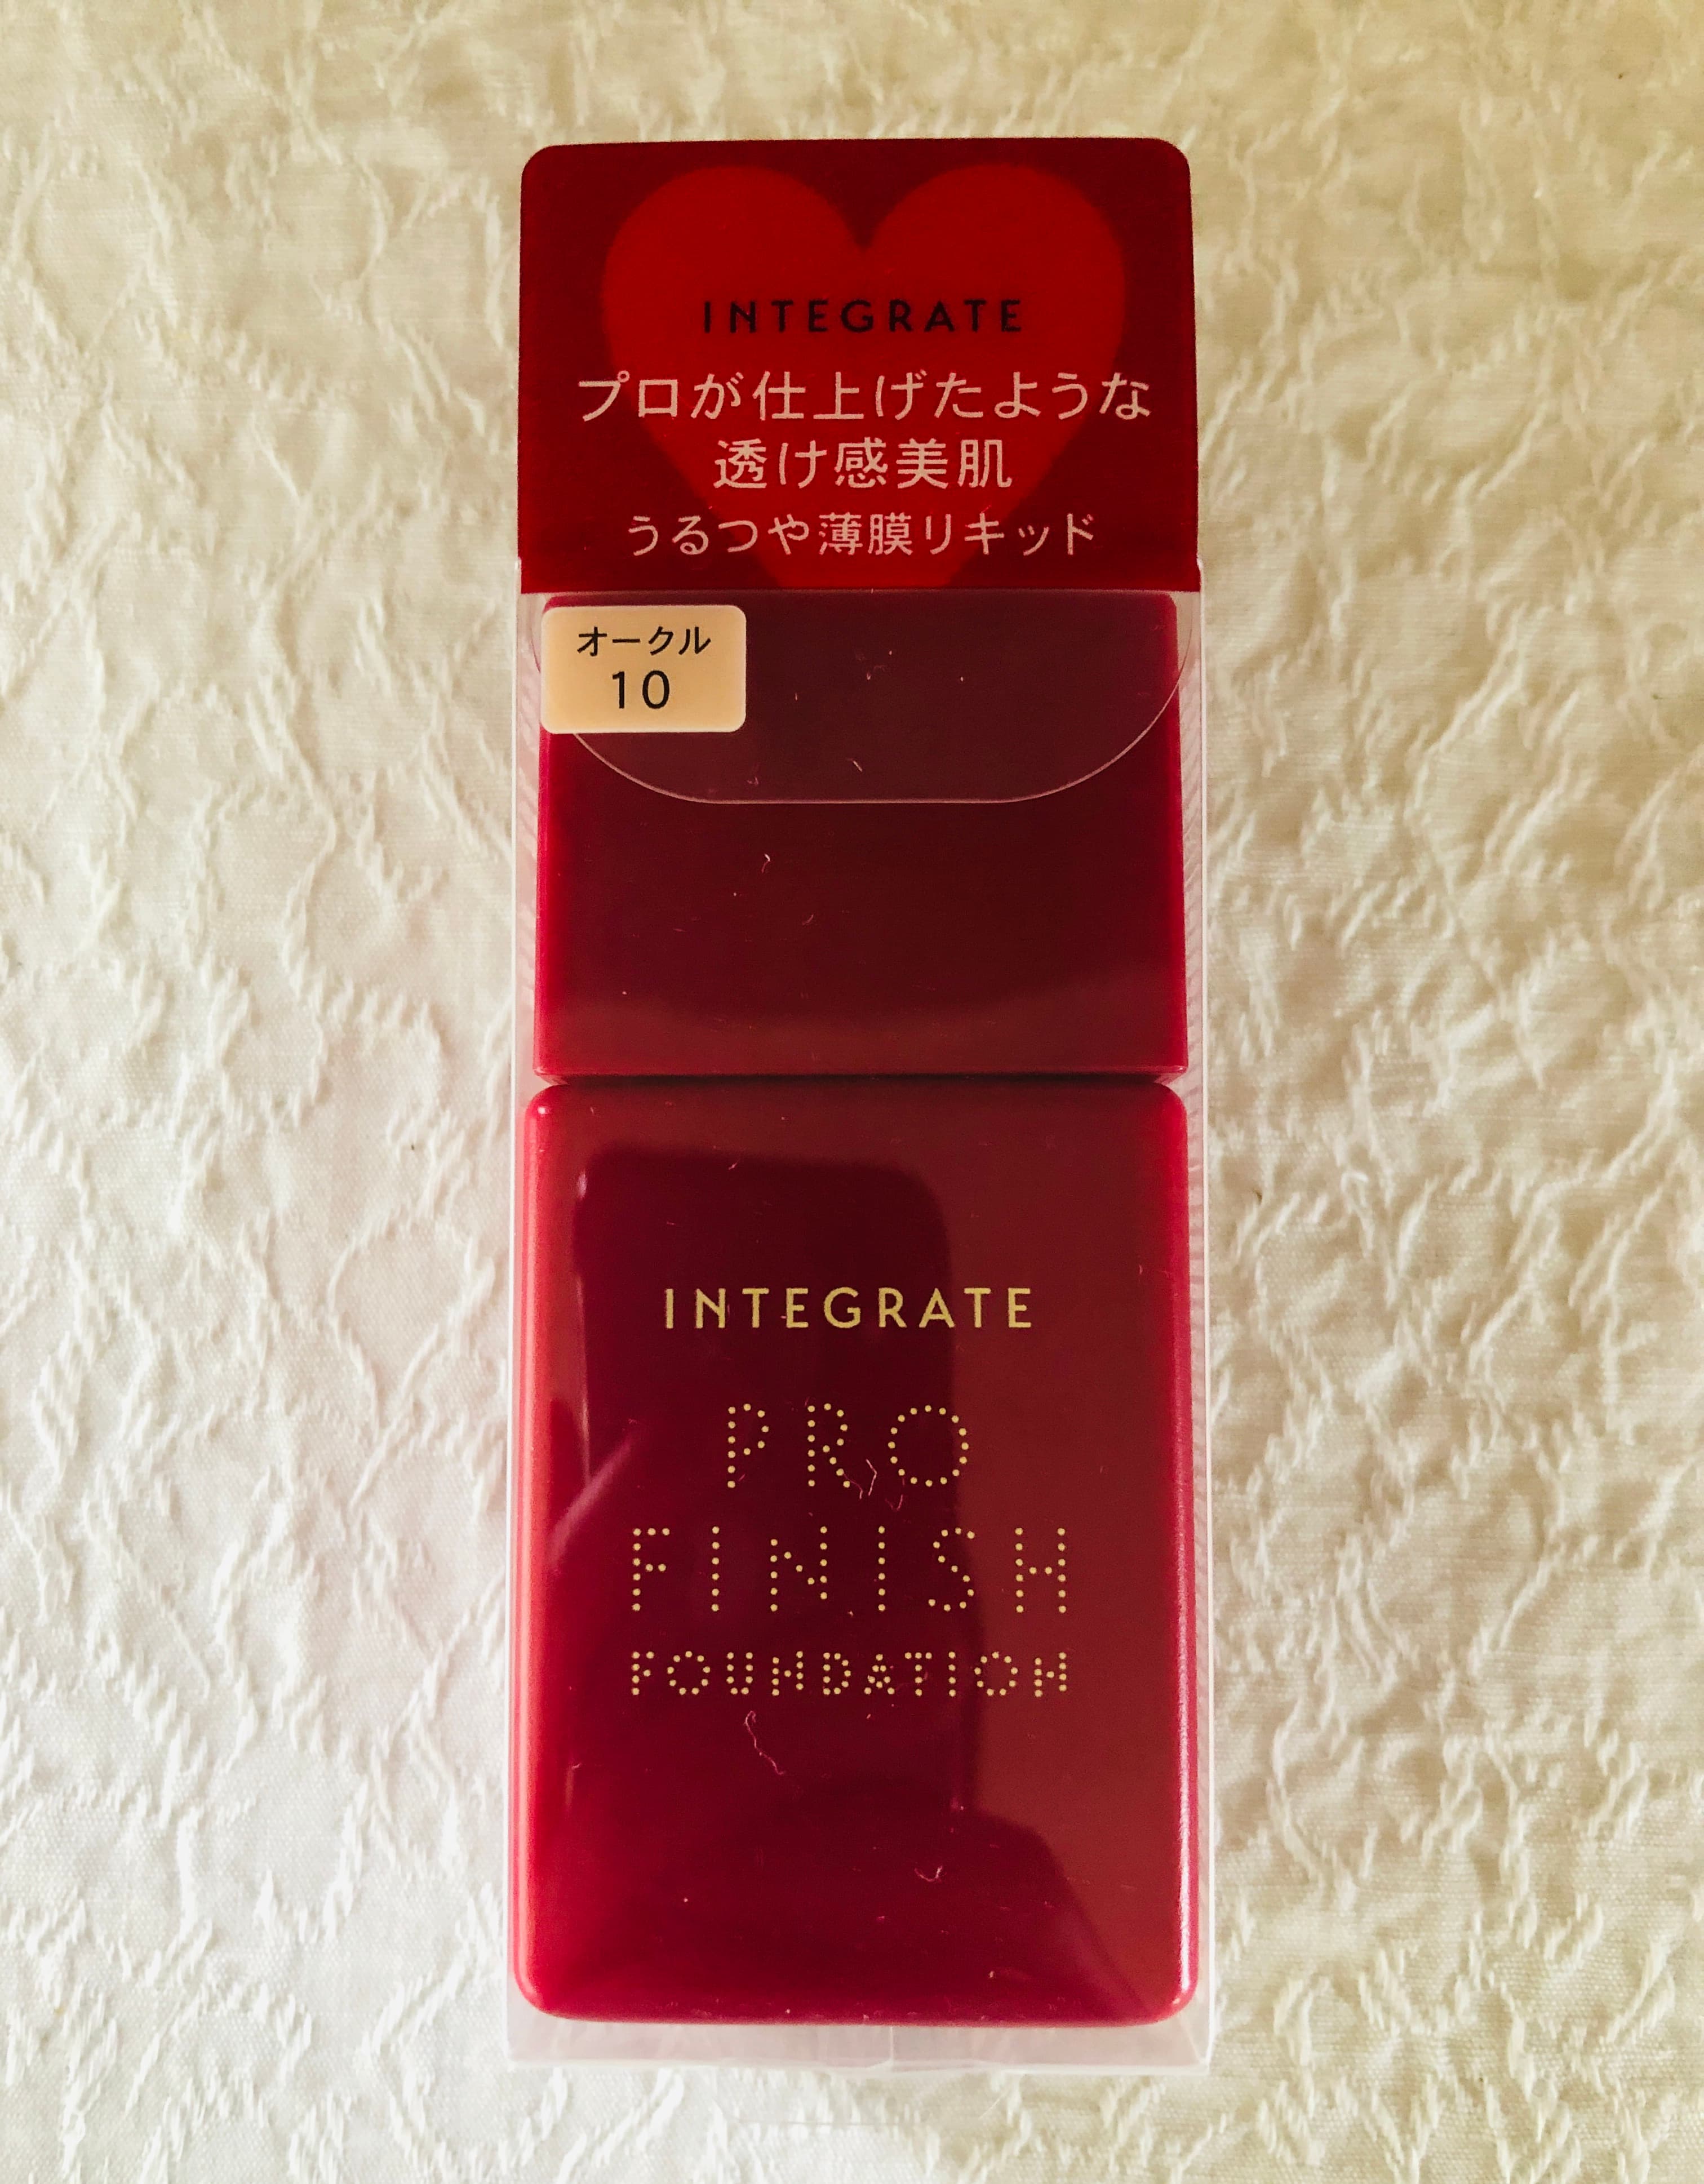 INTEGRATE
プロが仕上げたような
透け感美肌
うるつや薄膜リキッド
オークル
10
INTEGRATE
PRO
FINISH
FOUNDATION